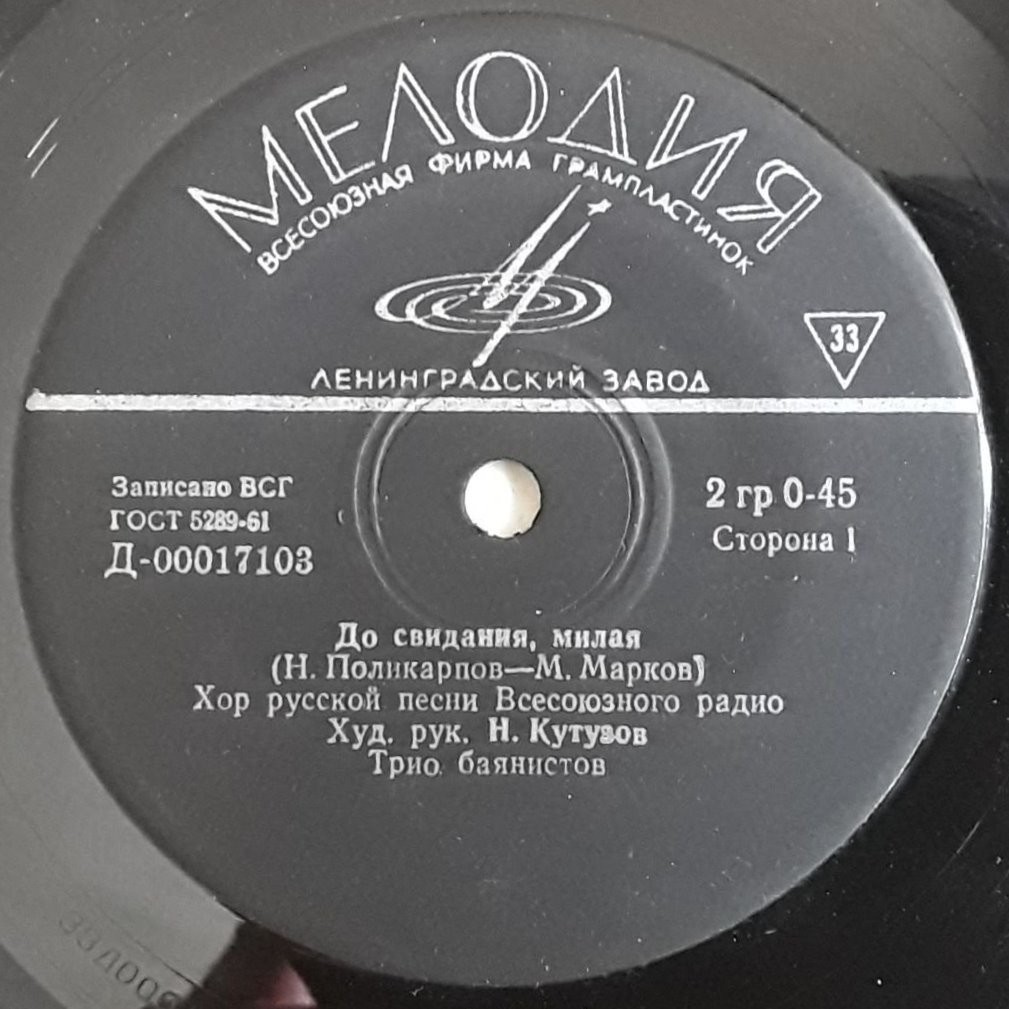 МЕЛОДИЯ
ВСЕСОЮЗНАЯ ФИРМА ГРАМПЛАСТИНОК
33
ЛЕНИНГРАДСКИЙ ЗАВОД
Записано ВСГ
ГОСТ 5289-61
Д-00017103
2 гр 0-45
Сторона 1
До свидания, милая
(Н. Поликарпов—М. Марков)
Хор русской песни Всесоюзного радио
Худ. рук. Н. Кутузов
Трио баянистов